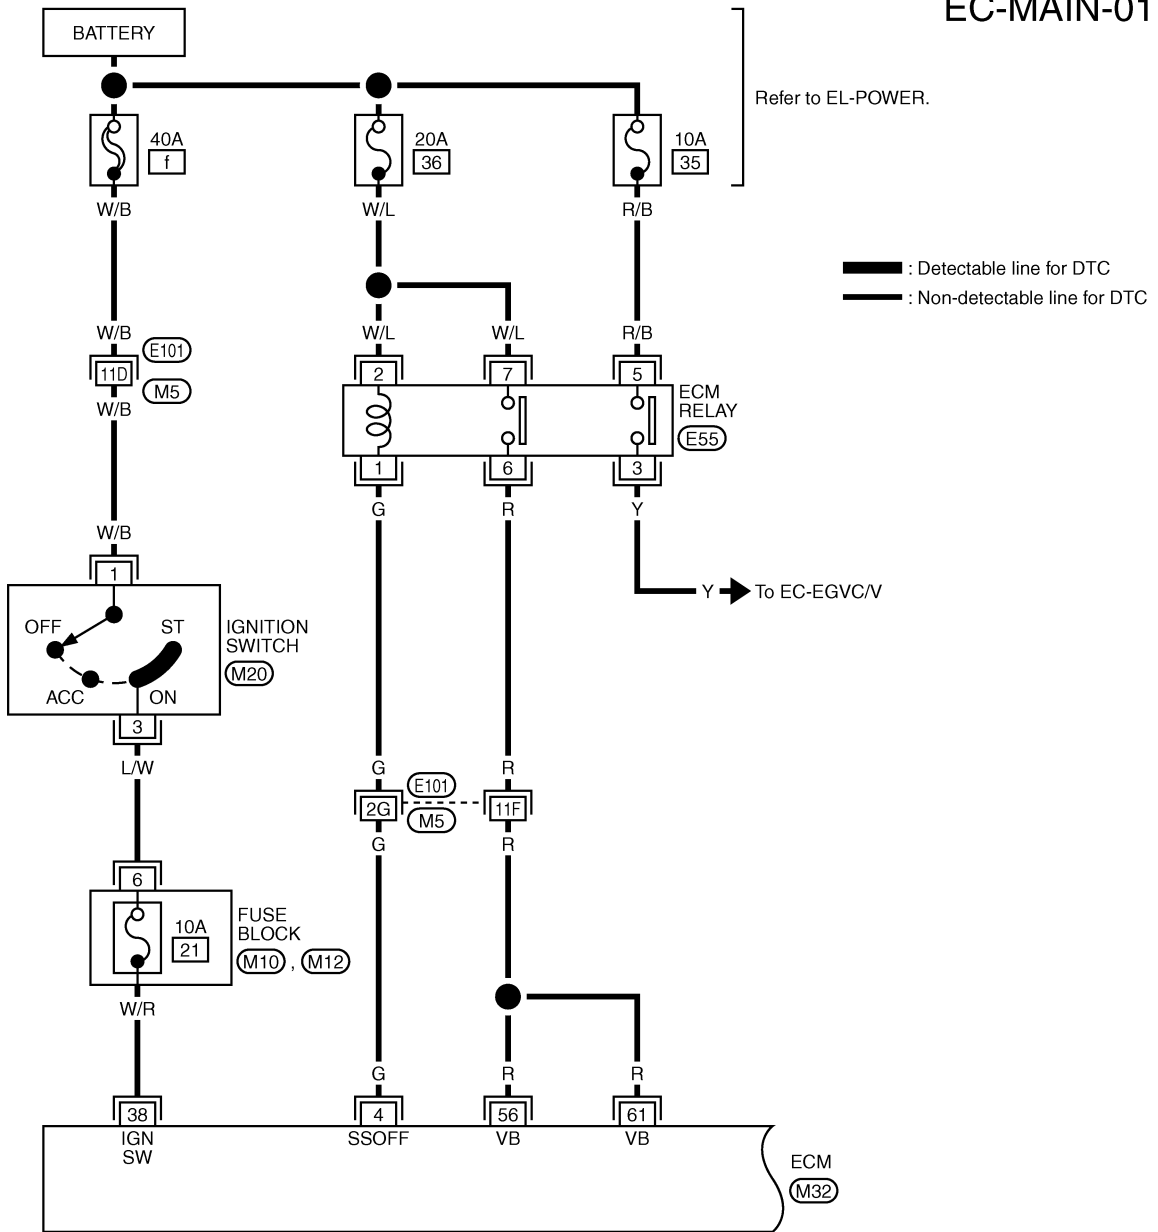 EC-MAIN-01
BATTERY
Refer to EL-POWER.
40A
f
20A
36
10A
35
W/B
W/L
R/B
: Detectable line for DTC
: Non-detectable line for DTC
W/B
W/L
W/L
R/B
E101
11D
M5
W/B
2
7
5
ECM
RELAY
E55
1
6
3
G
R
Y
W/B
1
Y
To EC-EGVC/V
OFF
ST
ACC
ON
IGNITION
SWITCH
M20
3
L/W
G
R
E101
2G
11F
M5
G
R
6
10A
21
FUSE
BLOCK
M10 , M12
W/R
G
R
R
38
4
56
61
IGN
SW
SSOFF
VB
VB
ECM
M32